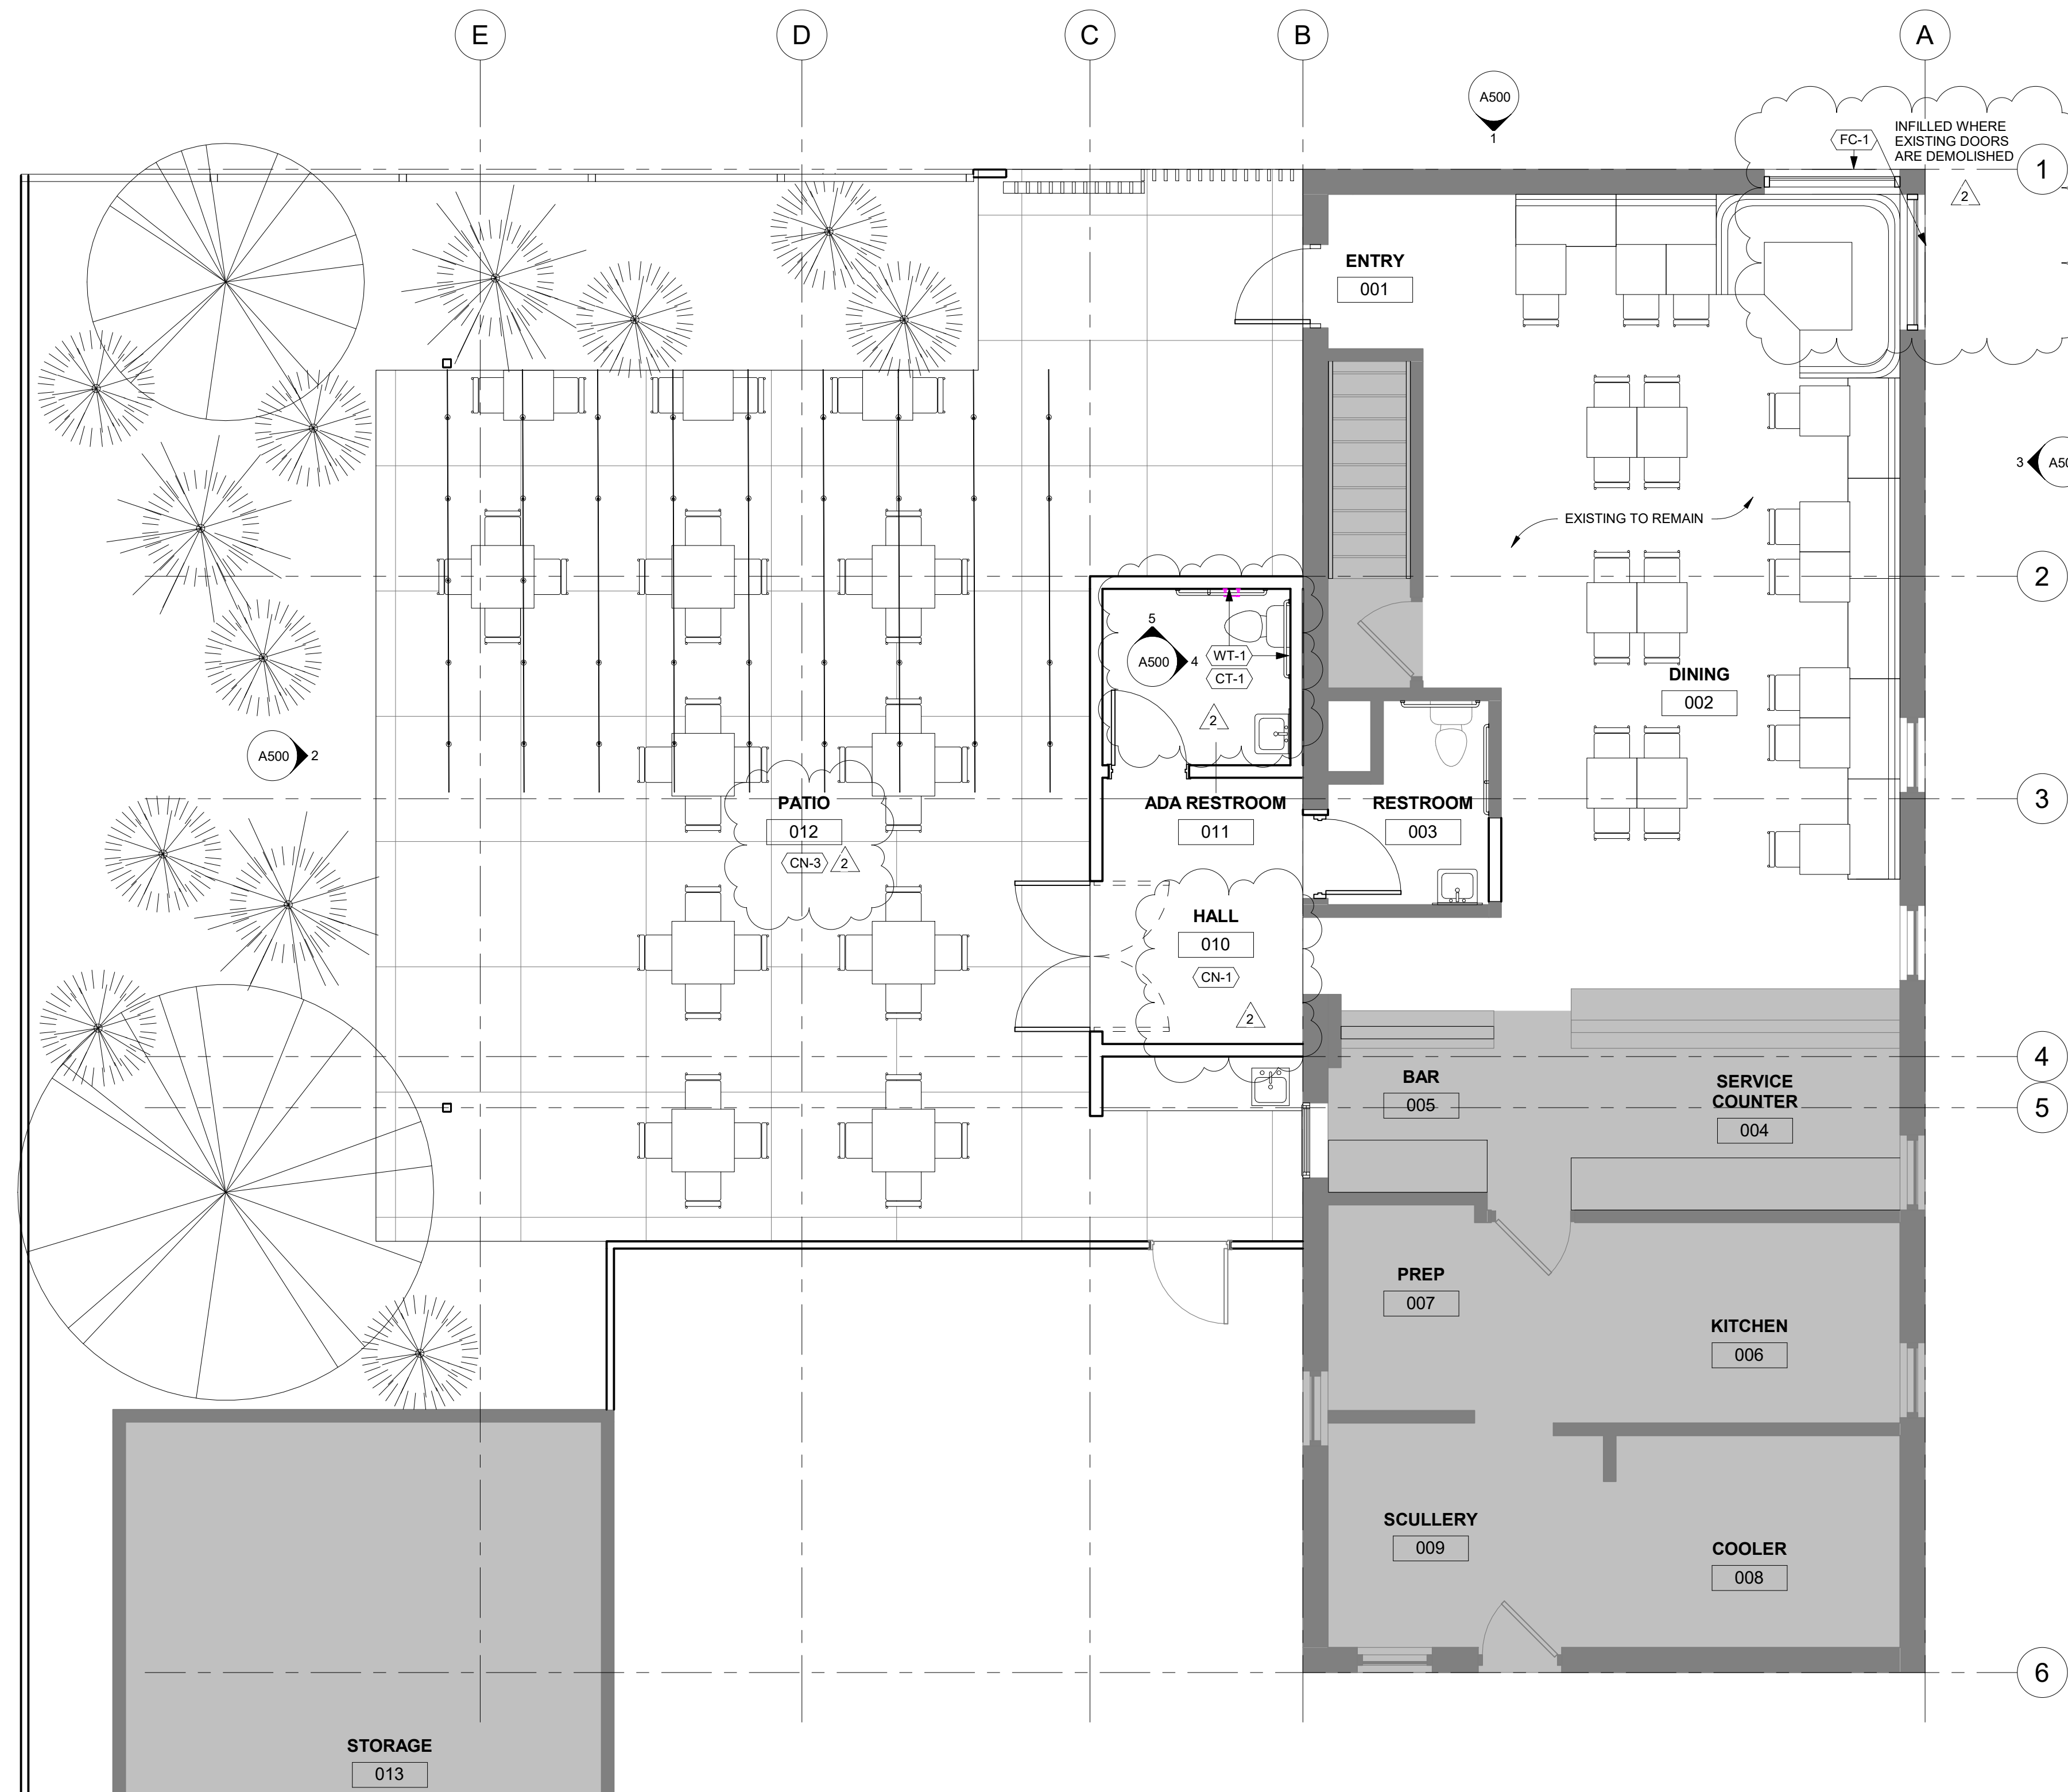 E
D
C
B
A
A500
1
FC-1
INFILLED WHERE
EXISTING DOORS
ARE DEMOLISHED
1
2
ENTRY
001
3
EXISTING TO REMAIN
2
5
A500
4
WT-1
CT-1
2
DINING
002
A500
2
PATIO
012
CN-3
2
ADA RESTROOM
011
RESTROOM
003
3
HALL
010
CN-1
2
4
BAR
005
SERVICE
COUNTER
004
5
PREP
007
KITCHEN
006
SCULLERY
009
COOLER
008
6
STORAGE
013